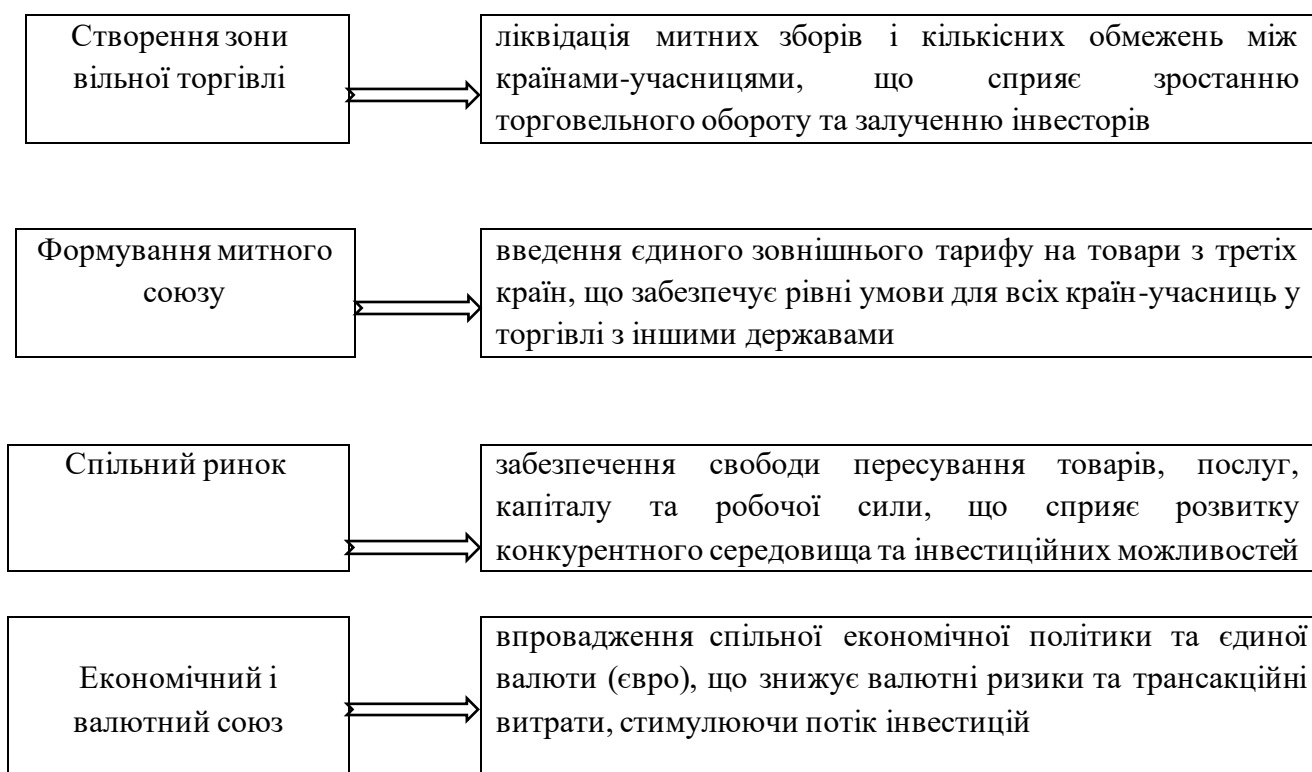 Створення зони
вільної торгівлі
ліквідація митних зборів і кількісних обмежень між
країнами-учасницями, що сприяє зростанню
торговельного обороту та залученню інвесторів
Формування митного
союзу
введення єдиного зовнішнього тарифу на товари з третіх
країн, що забезпечує рівні умови для всіх країн-учасниць у
торгівлі з іншими державами
Спільний ринок
забезпечення свободи пересування товарів, послуг,
капіталу та робочої сили, що сприяє розвитку
конкурентного середовища та інвестиційних можливостей
Економічний і
валютний союз
впровадження спільної економічної політики та єдиної
валюти (євро), що знижує валютні ризики та трансакційні
витрати, стимулюючи потік інвестицій